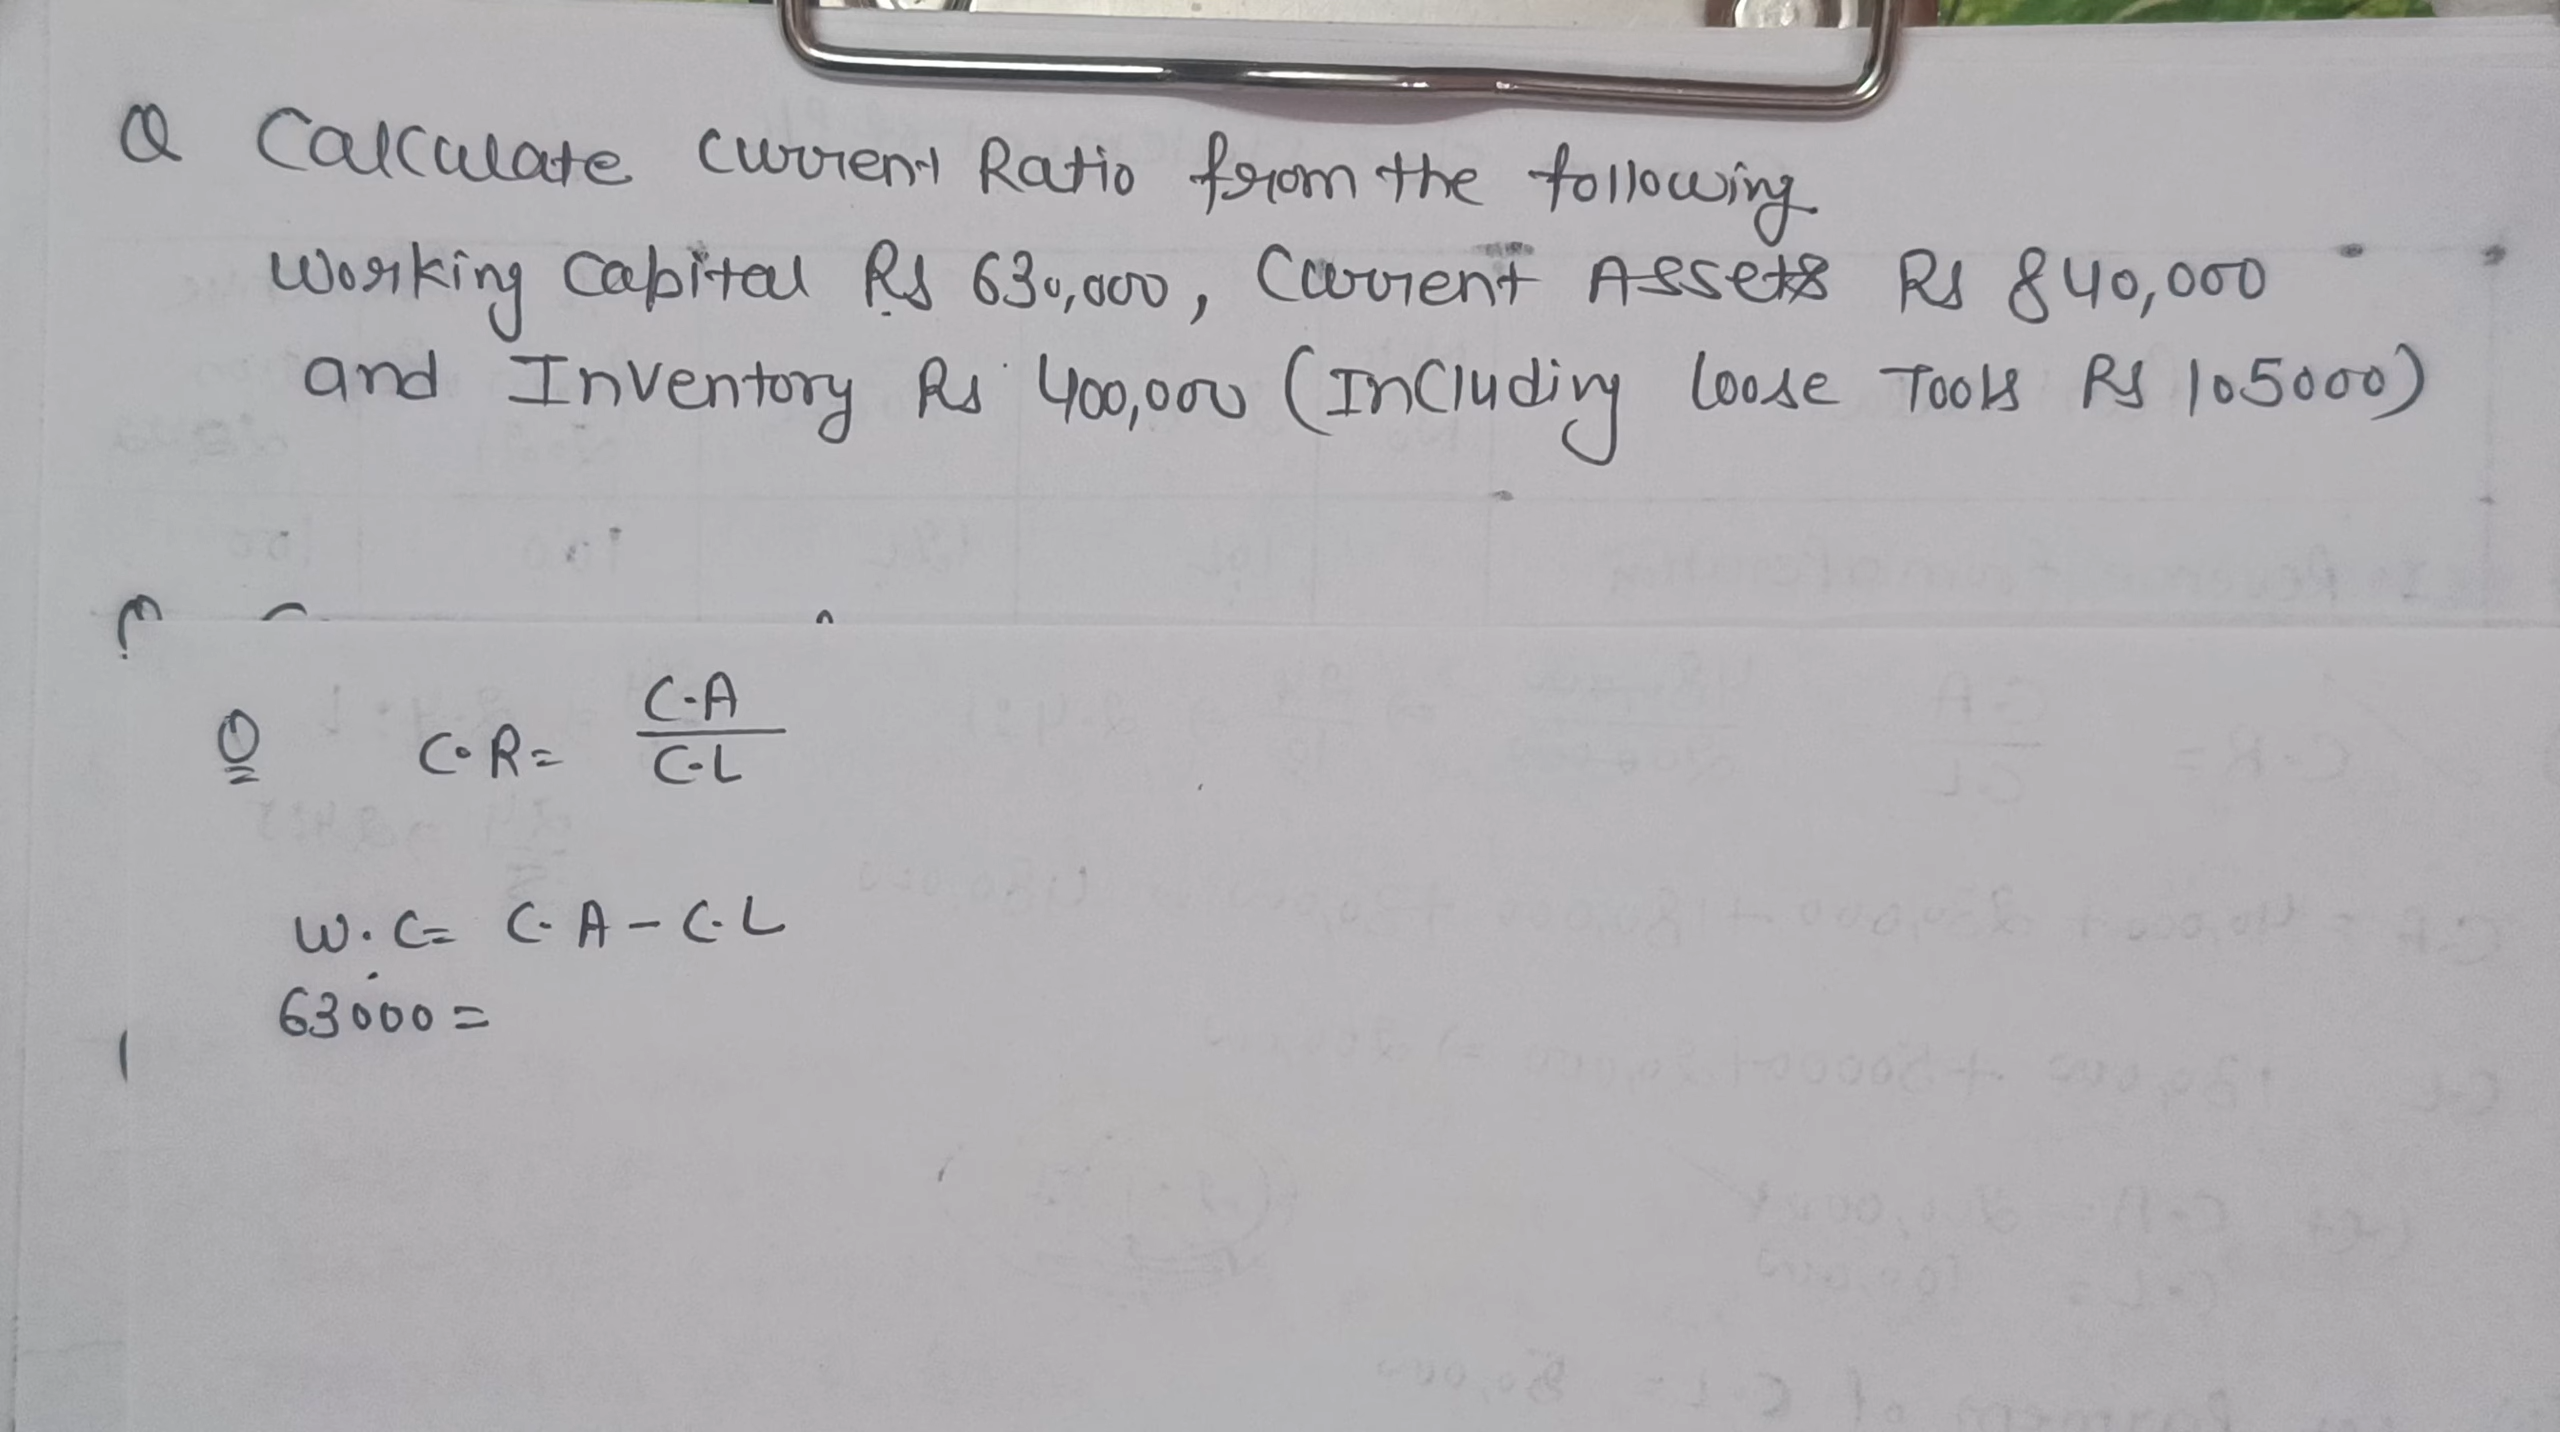 Q Calculate Current Ratio from the following
Working Capital Rs 630,000, Current Assets Rs 840,000
and Inventory Rs 400,000 (Including loose Tools Rs 105000)
Q C.R = C.A
C.L
W.C = C.A - C.L
63000 =